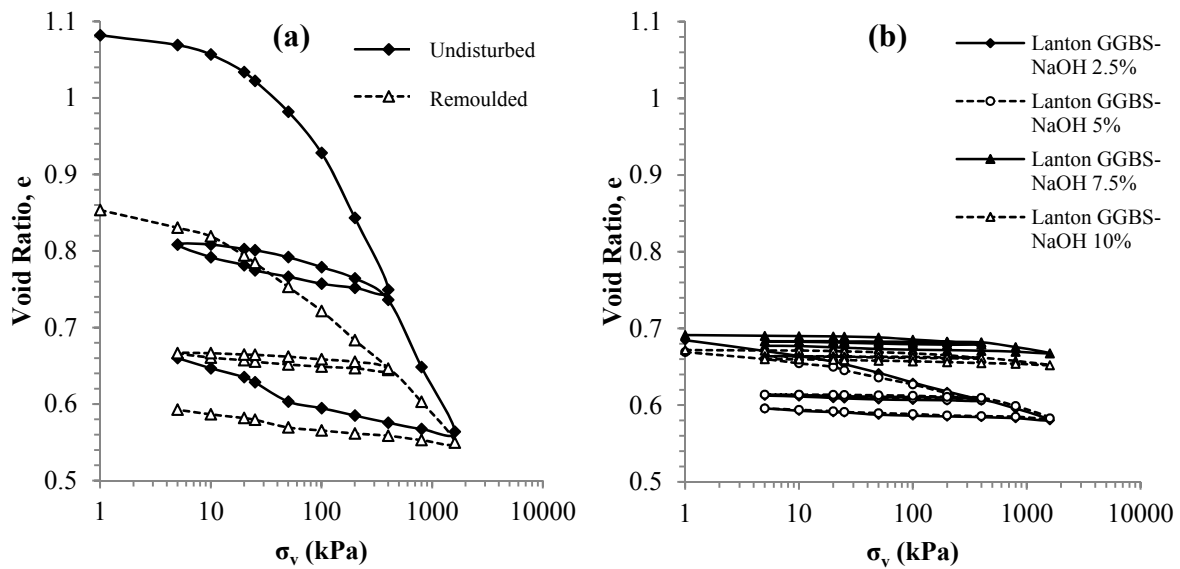 (a)
Undisturbed
Remoulded
Void Ratio, e
1.1
1
0.9
0.8
0.7
0.6
0.5
1 10 100 1000 10000
σv (kPa)
(b)
Lanton GGBS-
NaOH 2.5%
Lanton GGBS-
NaOH 5%
Lanton GGBS-
NaOH 7.5%
Lanton GGBS-
NaOH 10%
Void Ratio, e
1.1
1
0.9
0.8
0.7
0.6
0.5
1 10 100 1000 10000
σv (kPa)